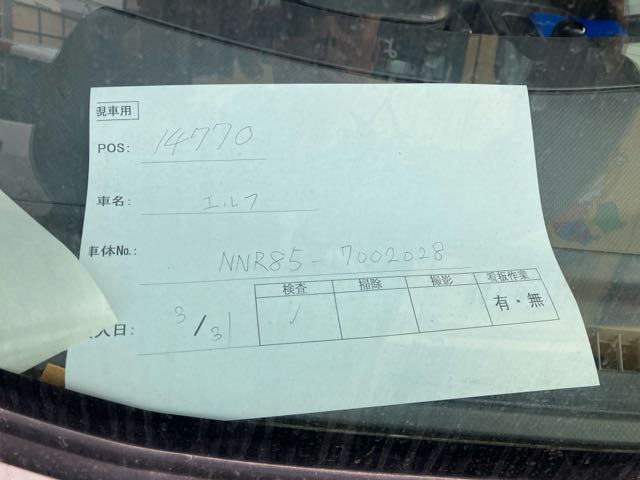 現車用
POS: 14770
車名: エルフ
車体No.: NNR85-7002028
入日: 3/31
検査 掃除 撮影 看板作業
✓ 有・無